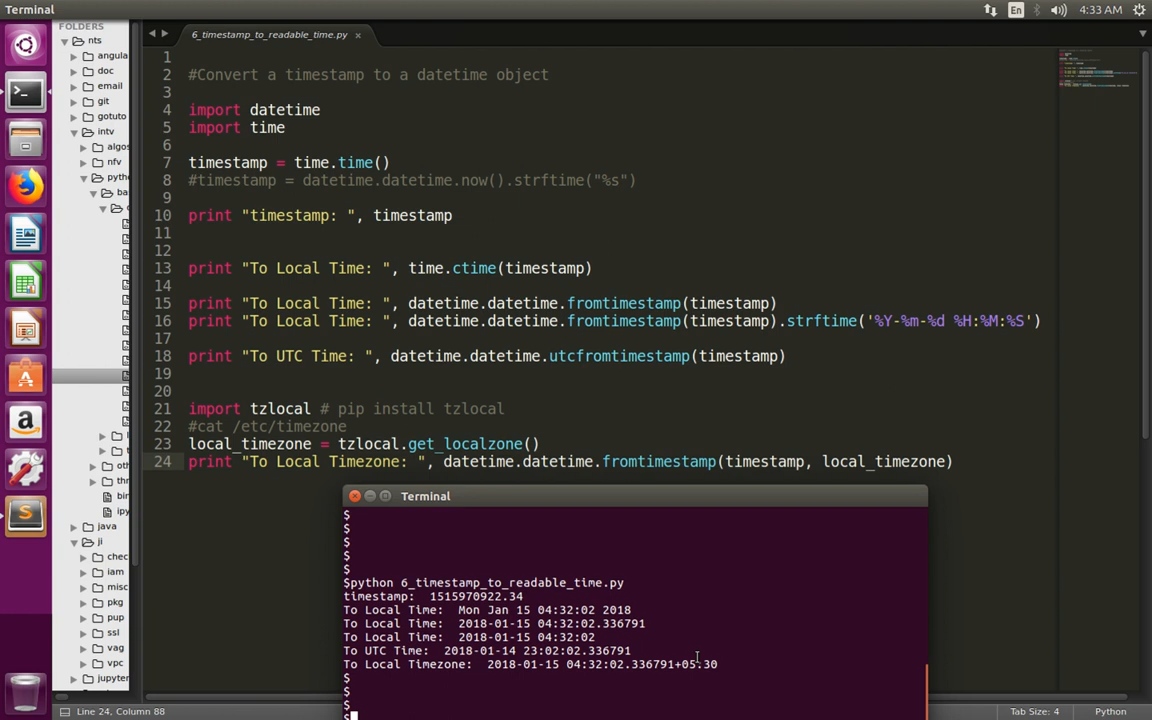 Terminal
En
4:33 AM
FOLDERS
nts
angula
doc
email
git
gotuto
intv
algos
nfv
pytho
ba
c
l
t
oth
thr
bin
ipy
java
ji
chec
iam
misc
pkg
pup
ssl
vag
vpc
jupyter
6_timestamp_to_readable_time.py
1
2 #Convert a timestamp to a datetime object
3
4 import datetime
5 import time
6
7 timestamp = time.time()
8 #timestamp = datetime.datetime.now().strftime("%s")
9
10 print "timestamp: ", timestamp
11
12
13 print "To Local Time: ", time.ctime(timestamp)
14
15 print "To Local Time: ", datetime.datetime.fromtimestamp(timestamp)
16 print "To Local Time: ", datetime.datetime.fromtimestamp(timestamp).strftime('%Y-%m-%d %H:%M:%S')
17
18 print "To UTC Time: ", datetime.datetime.utcfromtimestamp(timestamp)
19
20
21 import tzlocal # pip install tzlocal
22 #cat /etc/timezone
23 local_timezone = tzlocal.get_localzone()
24 print "To Local Timezone: ", datetime.datetime.fromtimestamp(timestamp, local_timezone)
Terminal
$
$
$
$
$
$python 6_timestamp_to_readable_time.py
timestamp:  1515970922.34
To Local Time:  Mon Jan 15 04:32:02 2018
To Local Time:  2018-01-15 04:32:02.336791
To Local Time:  2018-01-15 04:32:02
To UTC Time:  2018-01-14 23:02:02.336791
To Local Timezone:  2018-01-15 04:32:02.336791+05:30
$
$
$
$
Line 24, Column 88
Tab Size: 4
Python